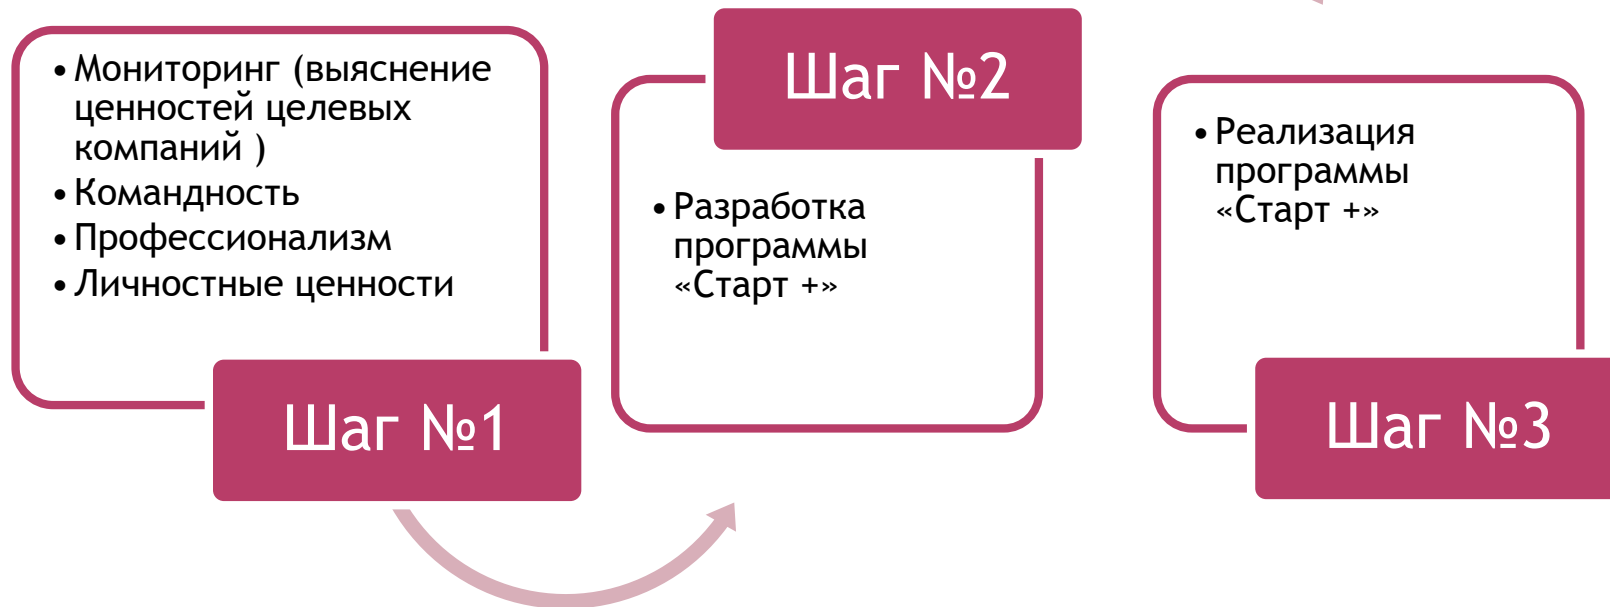 • Мониторинг (выяснение
ценностей целевых
компаний )
• Командность
• Профессионализм
• Личностные ценности
Шаг №1
Шаг №2
• Разработка
программы
«Старт +»
• Реализация
программы
«Старт +»
Шаг №3